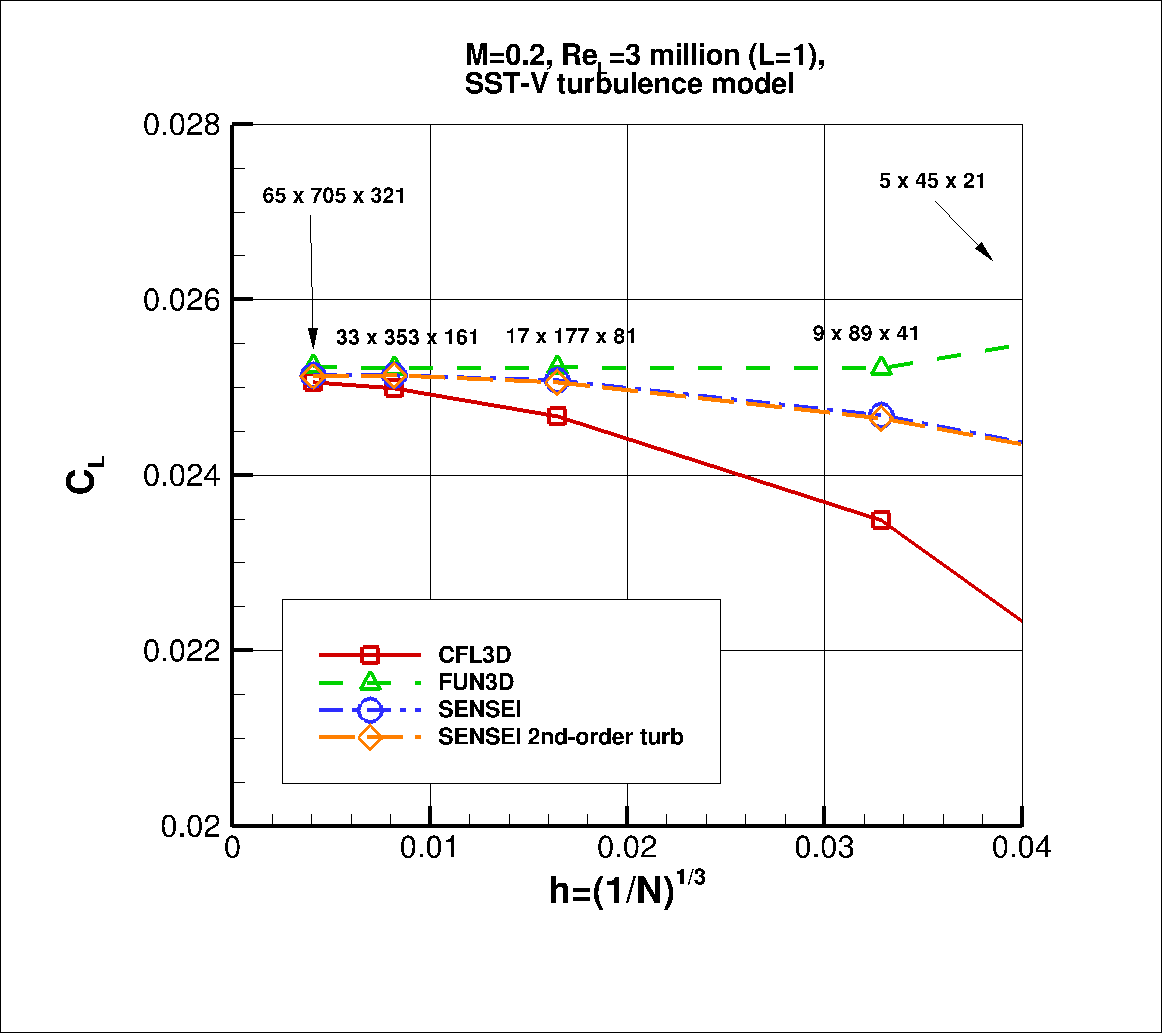 M=0.2, Re_L=3 million (L=1),
SST-V turbulence model
0.028
65 x 705 x 321
5 x 45 x 21
0.026
33 x 353 x 161
17 x 177 x 81
9 x 89 x 41
C_L
0.024
0.022
CFL3D
FUN3D
SENSEI
SENSEI 2nd-order turb
0.02
0
0.01
0.02
0.03
0.04
h=(1/N)^1/3